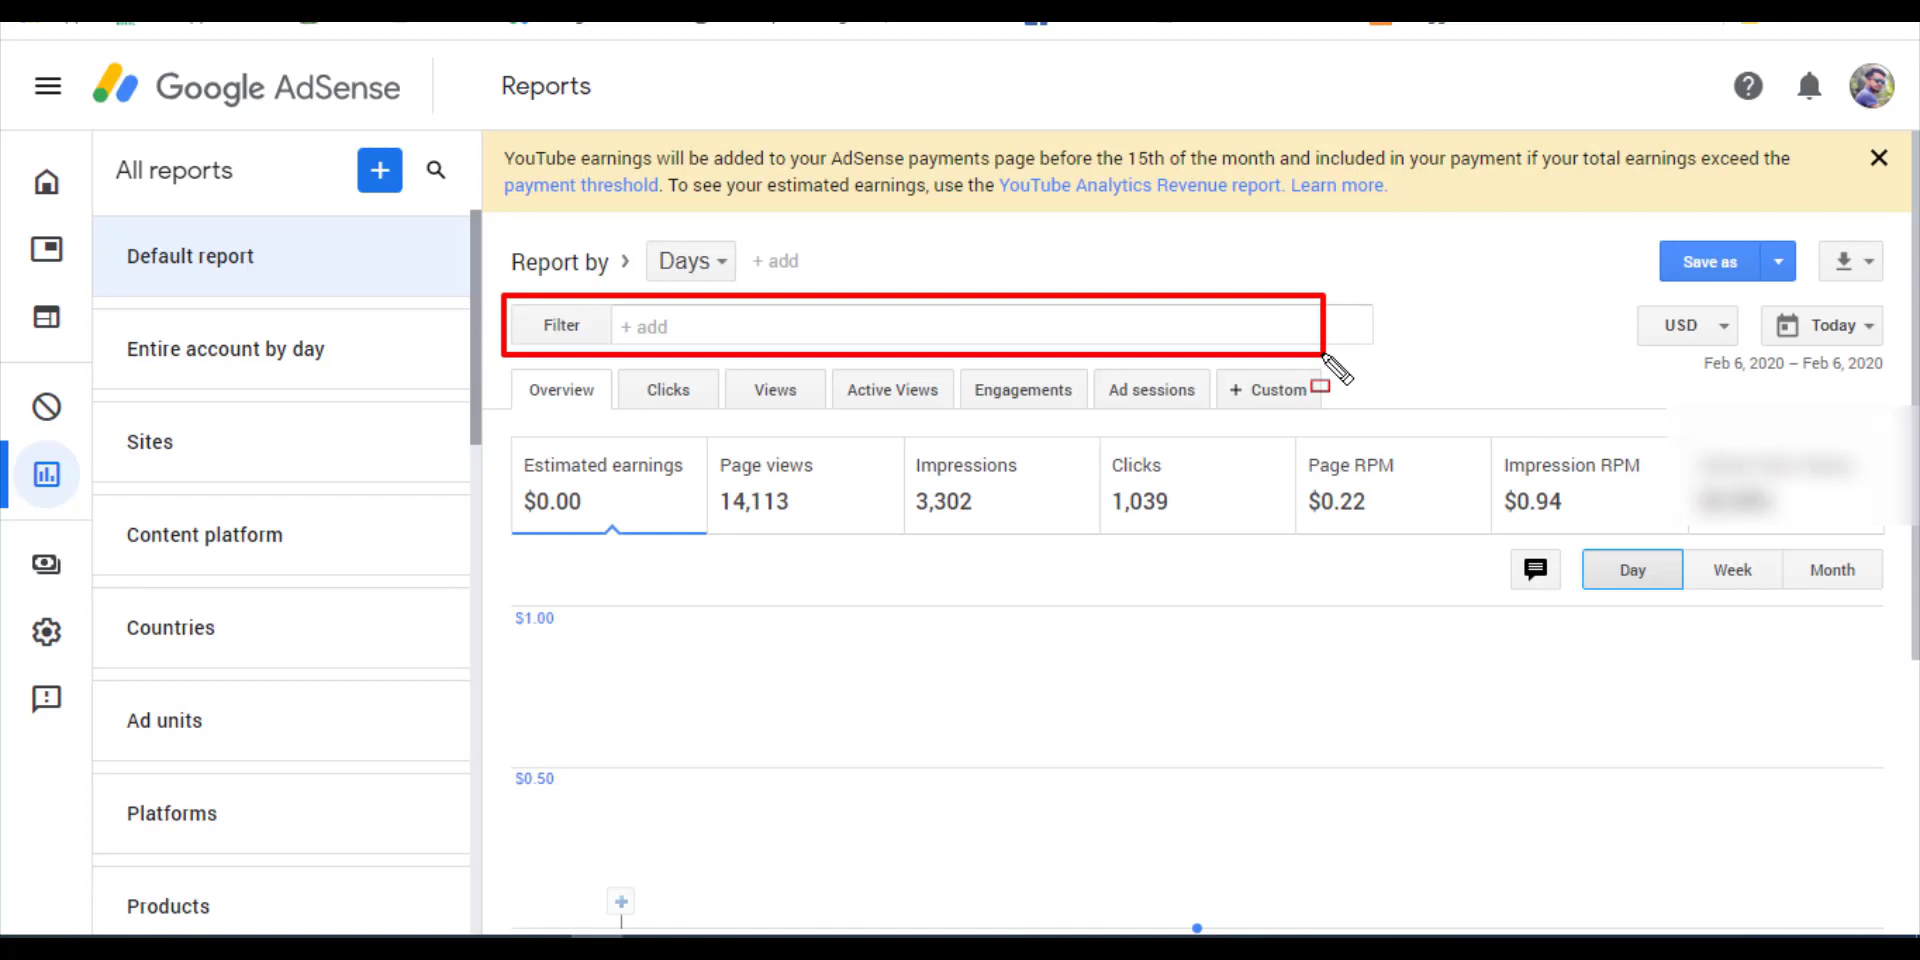 Google AdSense
Reports
All reports
+
Default report
Entire account by day
Sites
Content platform
Countries
Ad units
Platforms
Products
YouTube earnings will be added to your AdSense payments page before the 15th of the month and included in your payment if your total earnings exceed the
payment threshold. To see your estimated earnings, use the YouTube Analytics Revenue report. Learn more.
Report by › Days + add
Save as
Filter + add
USD Today
Feb 6, 2020 – Feb 6, 2020
Overview Clicks Views Active Views Engagements Ad sessions + Custom
Estimated earnings Page views Impressions Clicks Page RPM Impression RPM
$0.00 14,113 3,302 1,039 $0.22 $0.94
Day Week Month
$1.00
$0.50
+